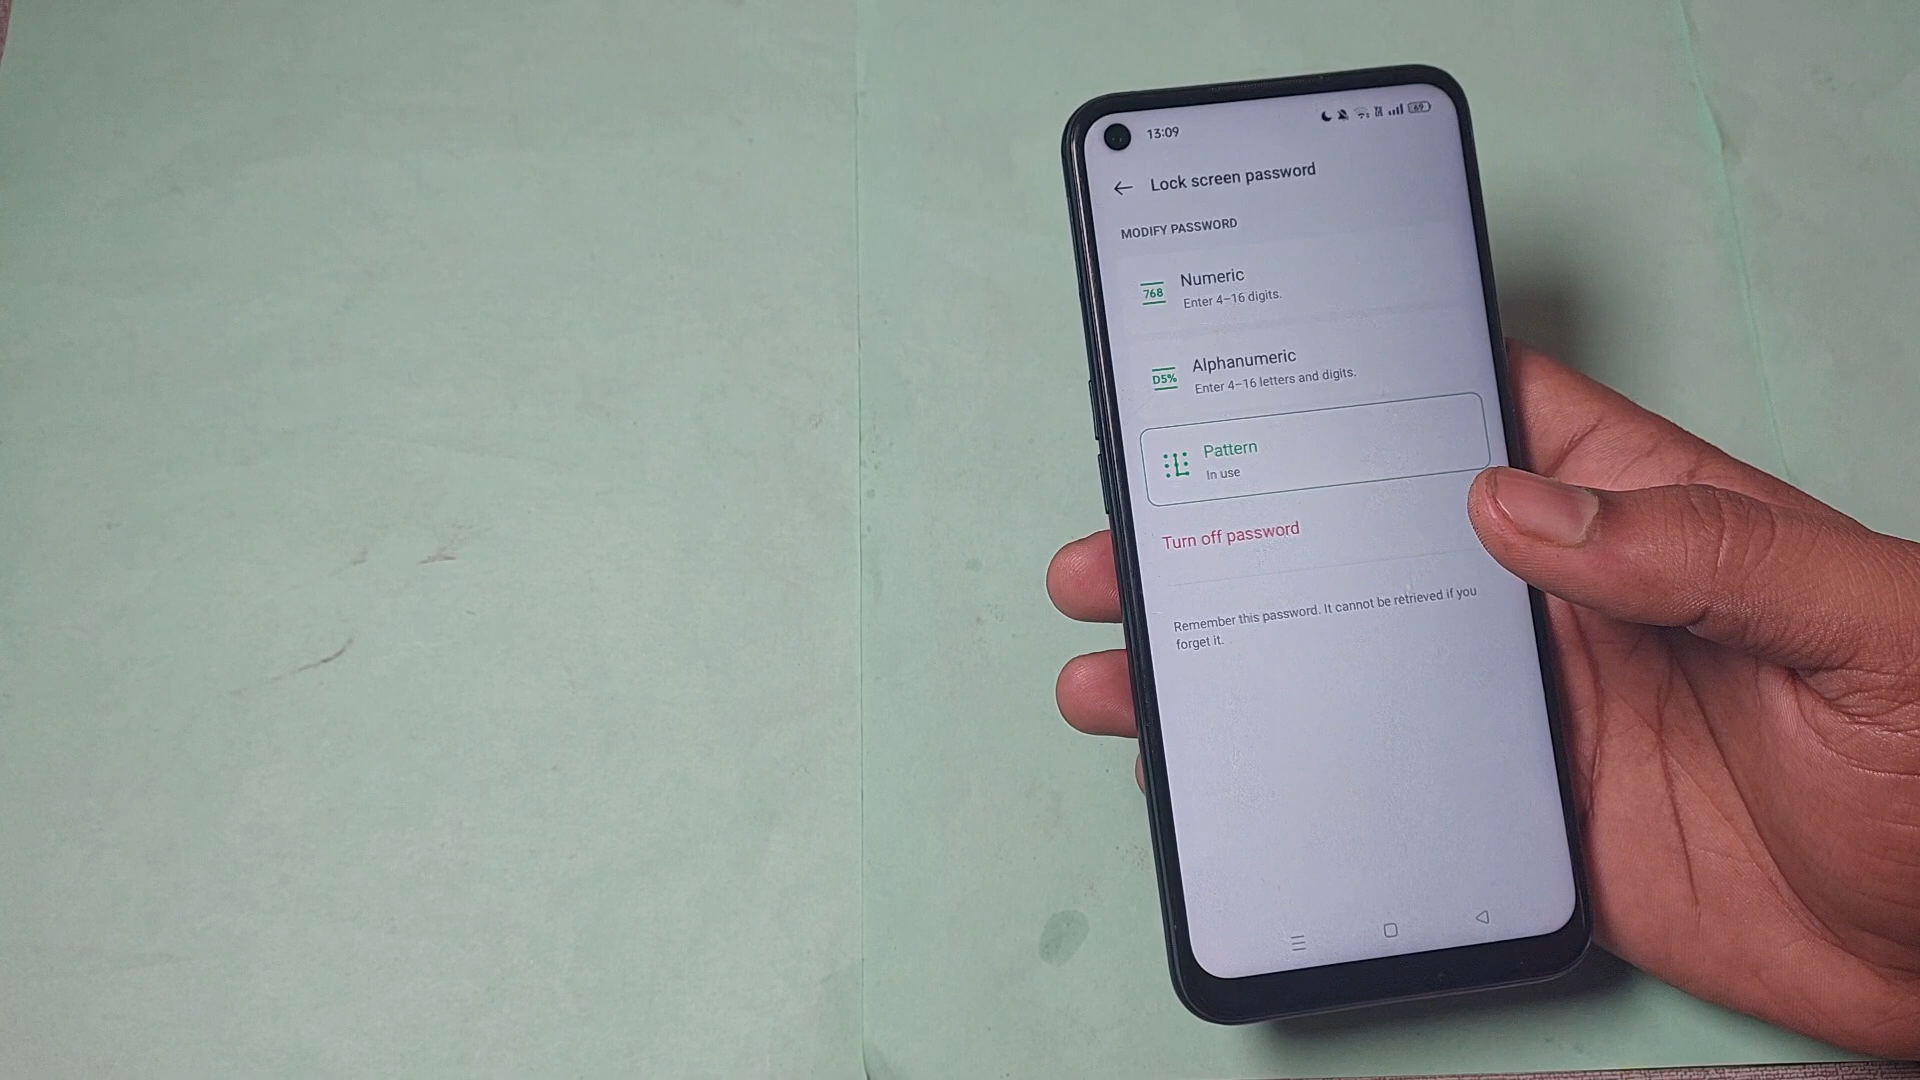 13:09
69
Lock screen password
MODIFY PASSWORD
768
Numeric
Enter 4–16 digits.
D5%
Alphanumeric
Enter 4–16 letters and digits.
Pattern
In use
Turn off password
Remember this password. It cannot be retrieved if you
forget it.